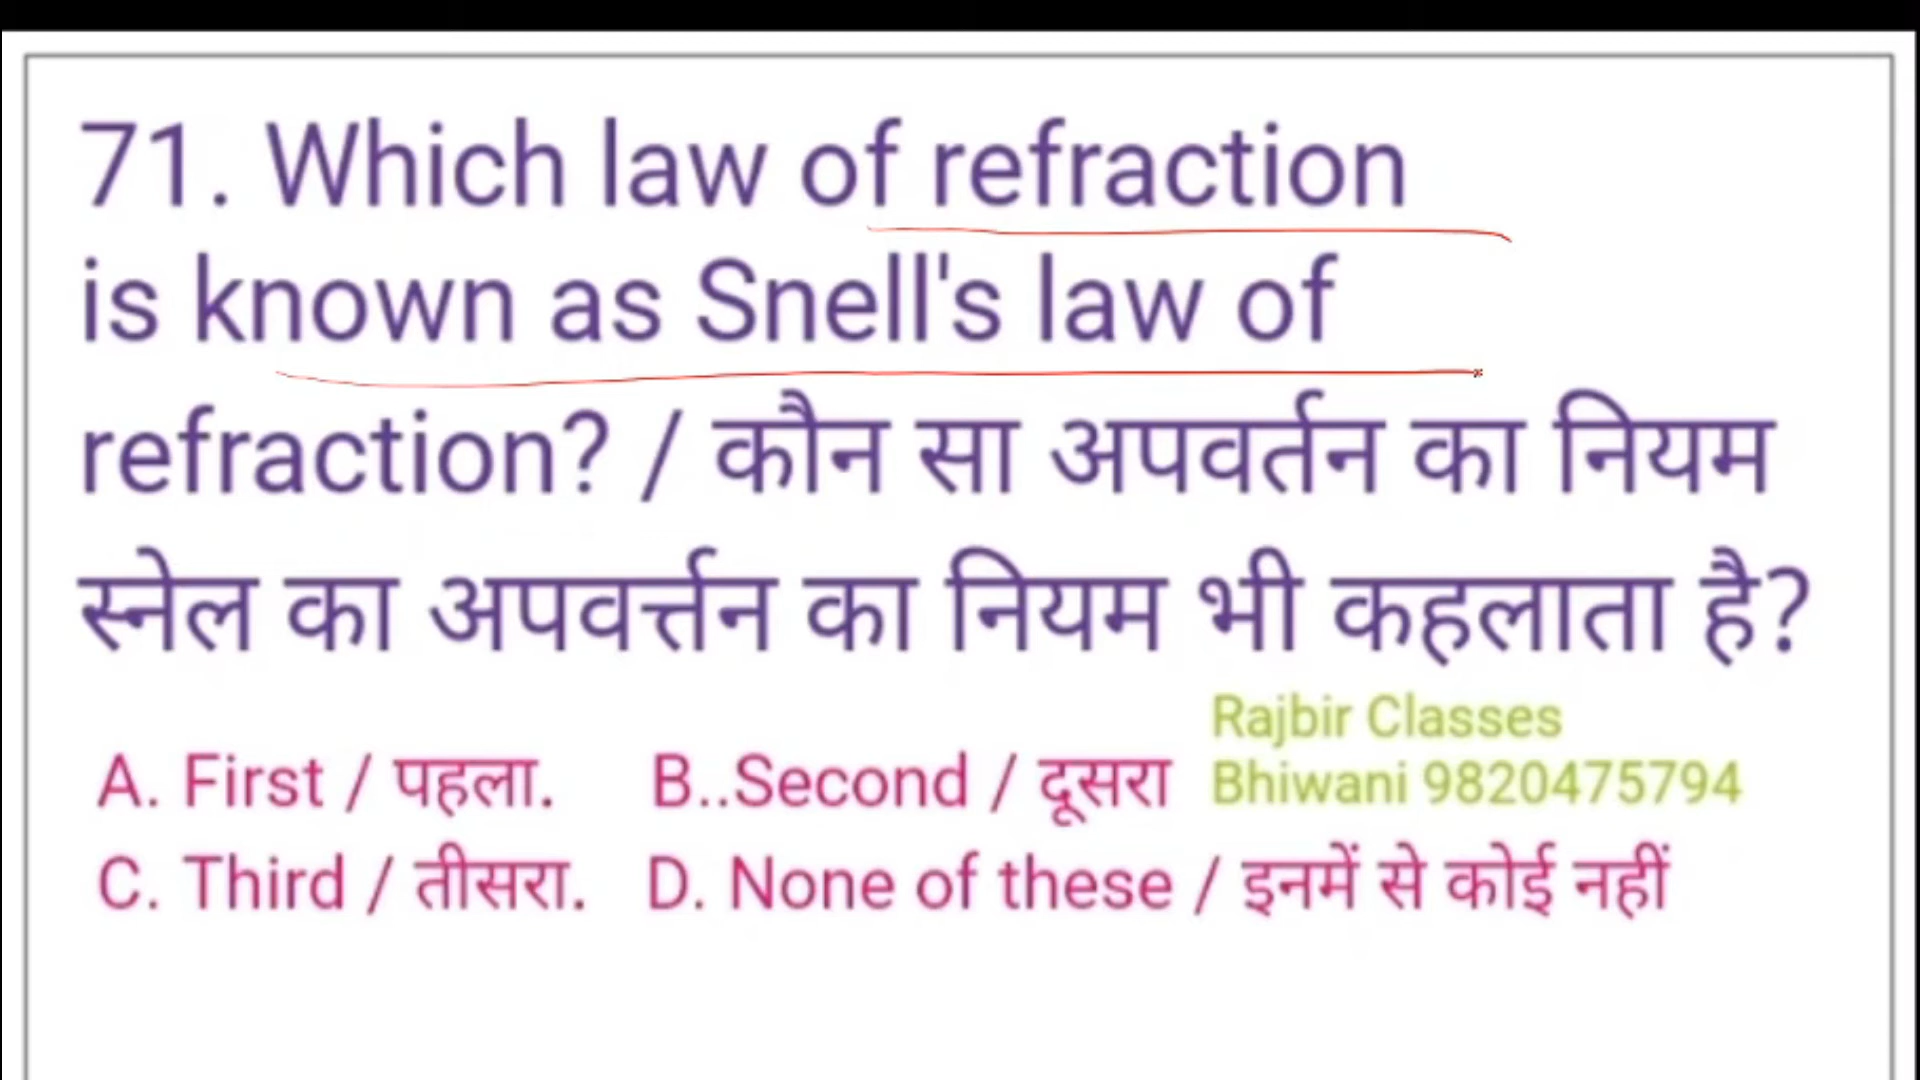 71. Which law of refraction
is known as Snell's law of
refraction? / कौन सा अपवर्तन का नियम
स्नेल का अपवर्त्तन का नियम भी कहलाता है?
Rajbir Classes
A. First / पहला. B..Second / दूसरा Bhiwani 9820475794
C. Third / तीसरा. D. None of these / इनमें से कोई नहीं